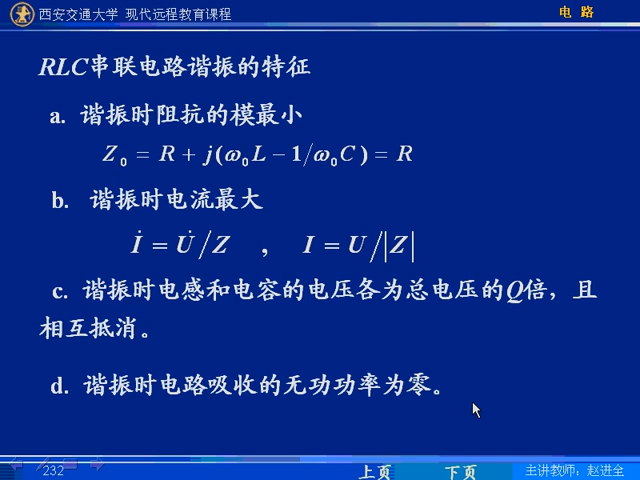 西安交通大学 现代远程教育课程
电 路
RLC串联电路谐振的特征
a. 谐振时阻抗的模最小
Z₀ = R + j(ω₀L − 1/ω₀C) = R
b. 谐振时电流最大
İ = U̇/Z , I = U/|Z|
c. 谐振时电感和电容的电压各为总电压的Q倍，且
相互抵消。
d. 谐振时电路吸收的无功功率为零。
232
上页
下页
主讲教师：赵进全